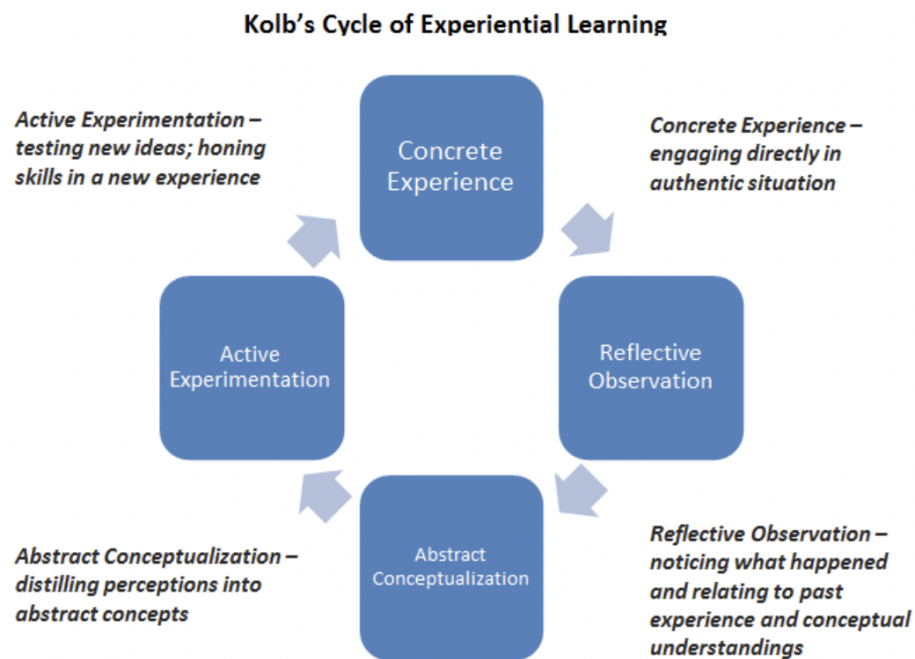 Kolb's Cycle of Experiential Learning
Active Experimentation –
testing new ideas; honing
skills in a new experience
Concrete
Experience
Concrete Experience –
engaging directly in
authentic situation
Active
Experimentation
Reflective
Observation
Abstract Conceptualization –
distilling perceptions into
abstract concepts
Abstract
Conceptualization
Reflective Observation –
noticing what happened
and relating to past
experience and conceptual
understandings